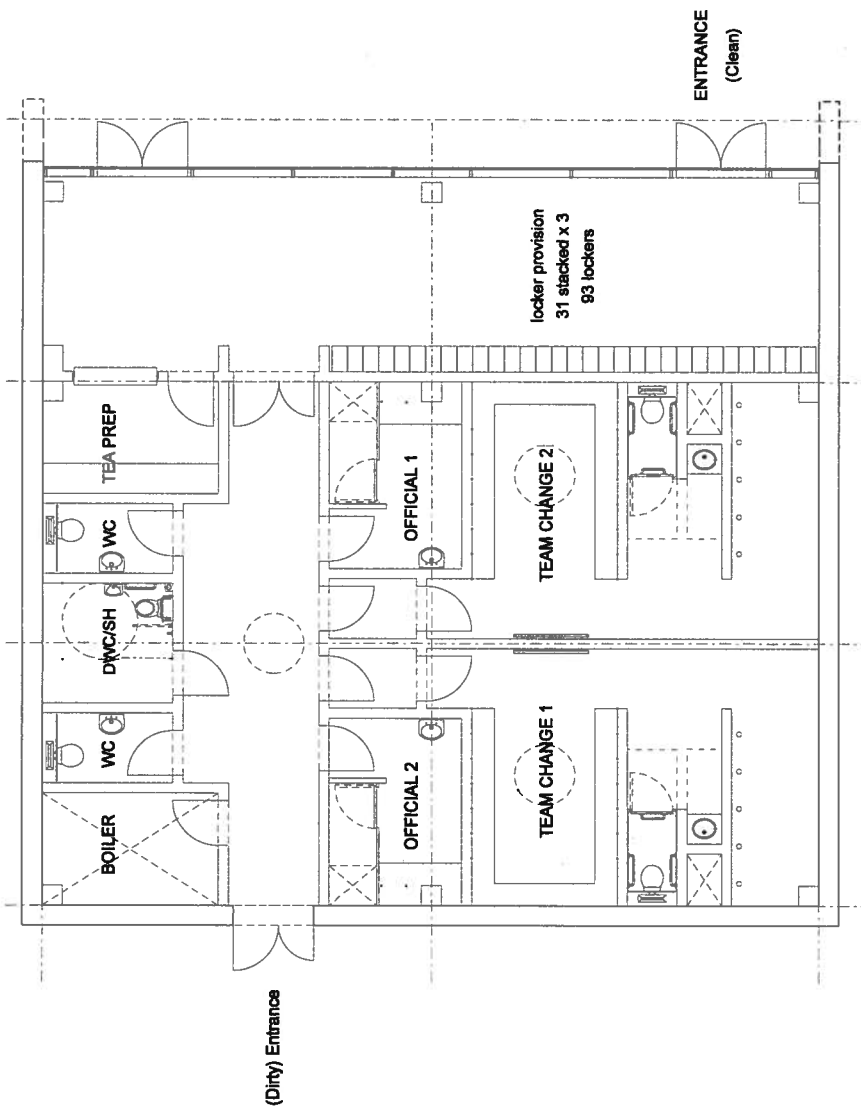 BOILER
WC
DWC/SH
WC
TEA PREP
(Dirty) Entrance
OFFICIAL 2
OFFICIAL 1
TEAM CHANGE 1
TEAM CHANGE 2
locker provision
31 stacked x 3
93 lockers
ENTRANCE
(Clean)